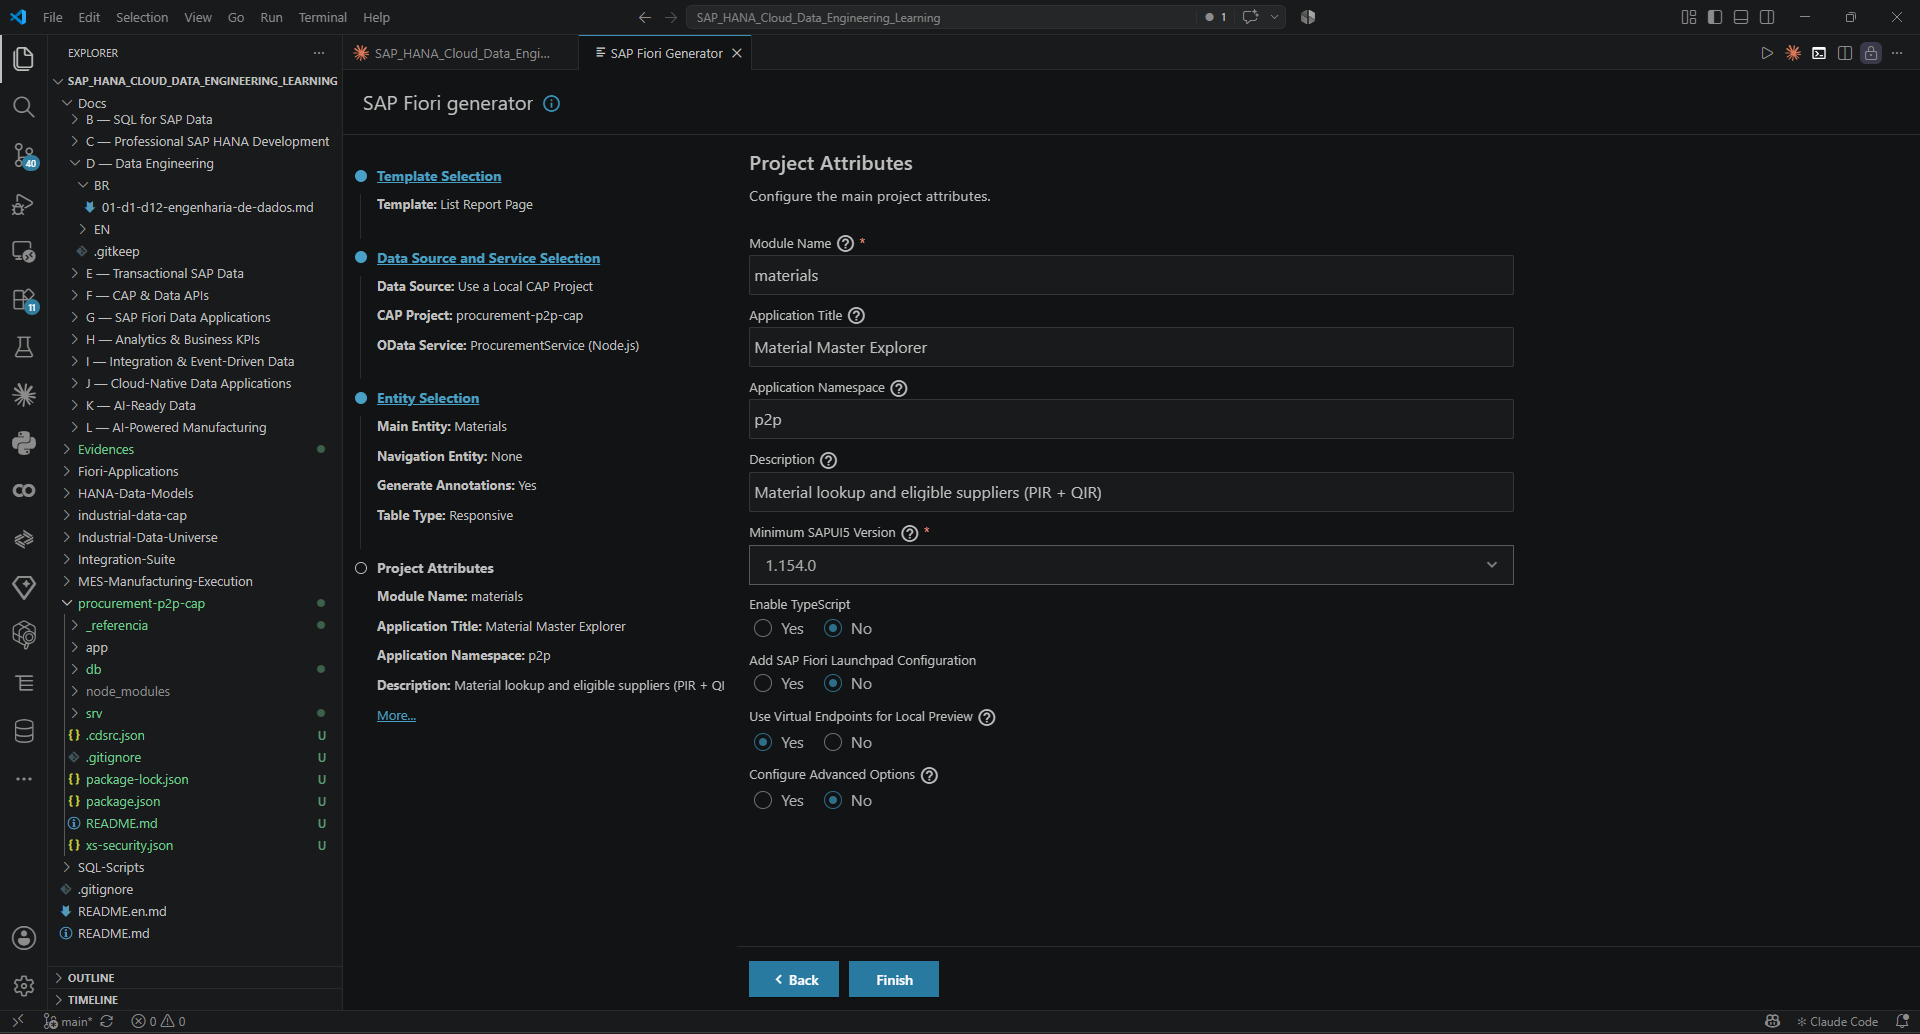 File Edit Selection View Go Run Terminal Help
SAP_HANA_Cloud_Data_Engineering_Learning
1
EXPLORER
SAP_HANA_CLOUD_DATA_ENGINEERING_LEARNING
Docs
B — SQL for SAP Data
C — Professional SAP HANA Development
D — Data Engineering
BR
01-d1-d12-engenharia-de-dados.md
EN
.gitkeep
E — Transactional SAP Data
F — CAP & Data APIs
G — SAP Fiori Data Applications
H — Analytics & Business KPIs
I — Integration & Event-Driven Data
J — Cloud-Native Data Applications
K — AI-Ready Data
L — AI-Powered Manufacturing
Evidences
Fiori-Applications
HANA-Data-Models
industrial-data-cap
Industrial-Data-Universe
Integration-Suite
MES-Manufacturing-Execution
procurement-p2p-cap
_referencia
app
db
node_modules
srv
{} .cdsrc.json U
.gitignore U
{} package-lock.json U
{} package.json U
README.md U
{} xs-security.json U
SQL-Scripts
.gitignore
README.en.md
README.md
OUTLINE
TIMELINE
40
11
SAP_HANA_Cloud_Data_Engi...
SAP Fiori Generator
SAP Fiori generator
Template Selection
Template: List Report Page
Data Source and Service Selection
Data Source: Use a Local CAP Project
CAP Project: procurement-p2p-cap
OData Service: ProcurementService (Node.js)
Entity Selection
Main Entity: Materials
Navigation Entity: None
Generate Annotations: Yes
Table Type: Responsive
Project Attributes
Module Name: materials
Application Title: Material Master Explorer
Application Namespace: p2p
Description: Material lookup and eligible suppliers (PIR + QI
More...
Project Attributes
Configure the main project attributes.
Module Name ? *
materials
Application Title ?
Material Master Explorer
Application Namespace ?
p2p
Description ?
Material lookup and eligible suppliers (PIR + QIR)
Minimum SAPUI5 Version ? *
1.154.0
Enable TypeScript
Yes No
Add SAP Fiori Launchpad Configuration
Yes No
Use Virtual Endpoints for Local Preview ?
Yes No
Configure Advanced Options ?
Yes No
Back
Finish
main*
0 0
Claude Code